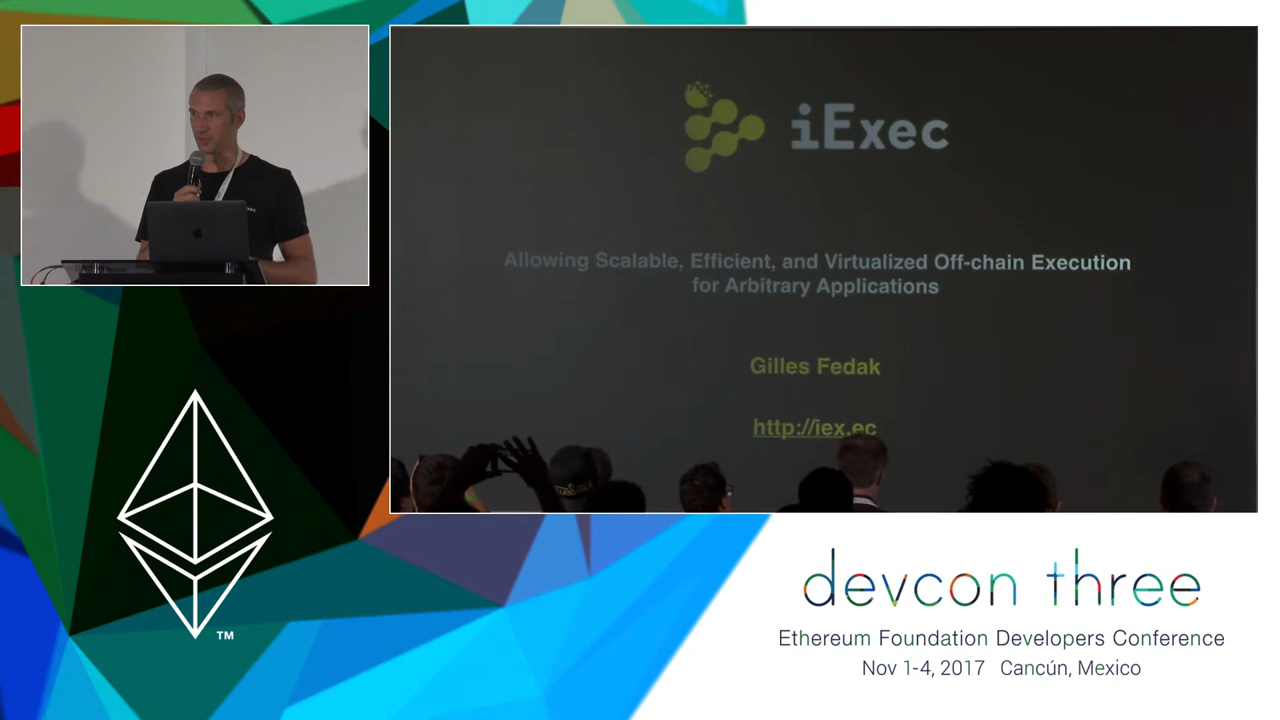 iExec
Allowing Scalable, Efficient, and Virtualized Off-chain Execution
for Arbitrary Applications
Gilles Fedak
http://iex.ec
TM
devcon three
Ethereum Foundation Developers Conference
Nov 1-4, 2017 Cancún, Mexico